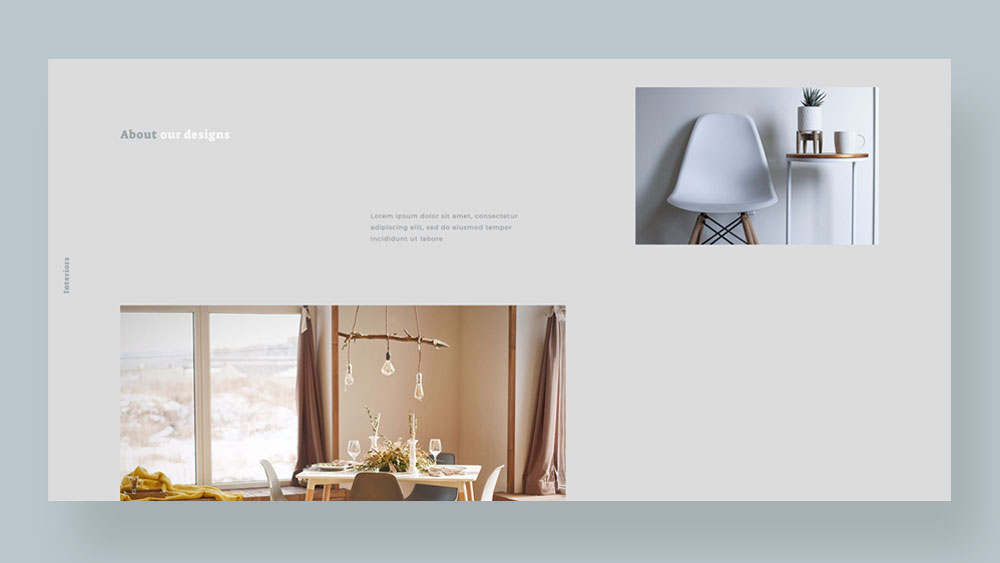 About our designs
Lorem ipsum dolor sit amet, consectetur
adipiscing elit, sed do eiusmod tempor
incididunt ut labore
Interiors